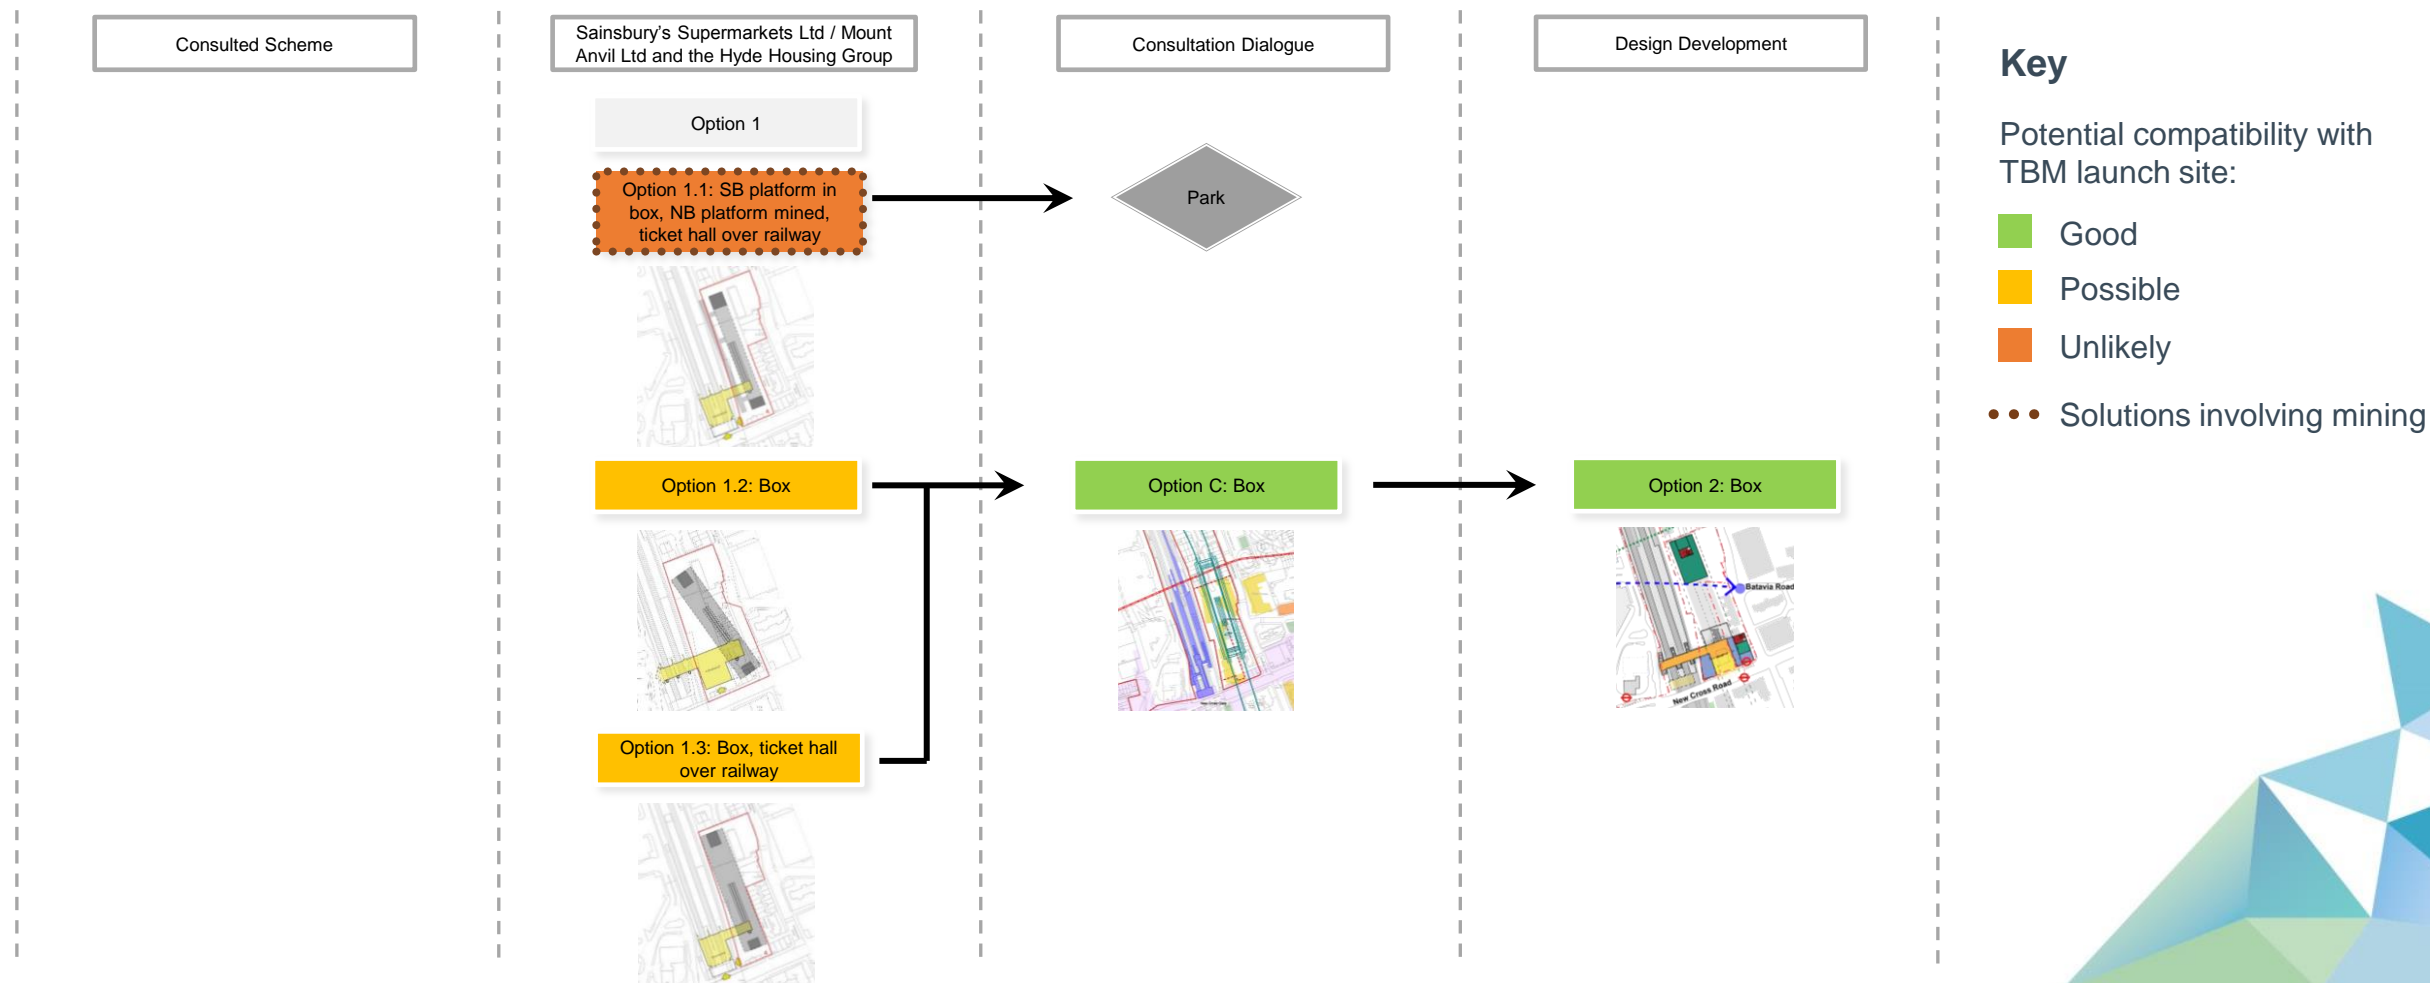 Consulted Scheme
Sainsbury's Supermarkets Ltd / Mount
Anvil Ltd and the Hyde Housing Group
Consultation Dialogue
Design Development
Option 1
Option 1.1: SB platform in
box, NB platform mined,
ticket hall over railway
Park
Option 1.2: Box
Option C: Box
Option 2: Box
Batavia Road
New Cross Road
Option 1.3: Box, ticket hall
over railway
Key
Potential compatibility with
TBM launch site:
Good
Possible
Unlikely
Solutions involving mining